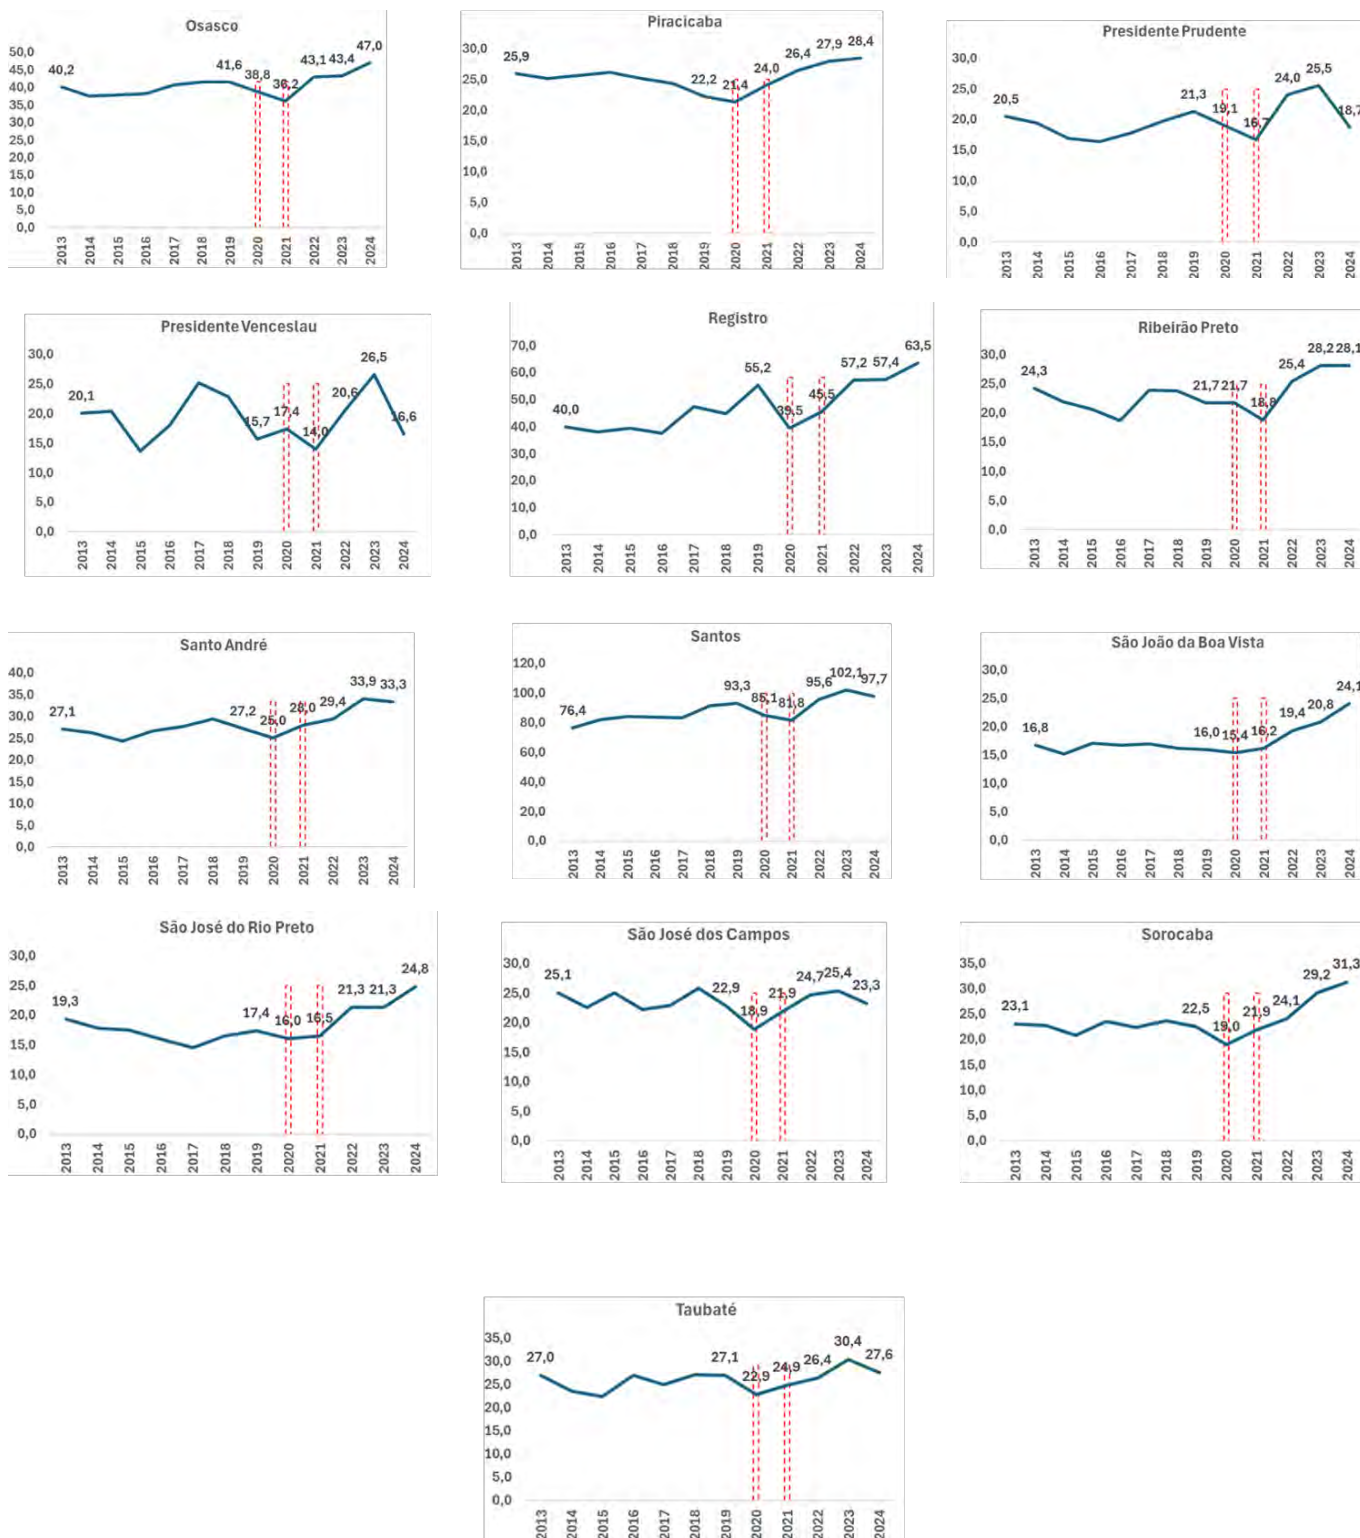 Osasco
50,0
45,0
40,0
35,0
30,0
25,0
20,0
15,0
10,0
5,0
0,0
40,2 41,6 38,8 36,2 43,1 43,4 47,0
2013 2014 2015 2016 2017 2018 2019 2020 2021 2022 2023 2024
Piracicaba
30,0
25,0
20,0
15,0
10,0
5,0
0,0
25,9 22,2 21,4 24,0 26,4 27,9 28,4
2013 2014 2015 2016 2017 2018 2019 2020 2021 2022 2023 2024
Presidente Prudente
30,0
25,0
20,0
15,0
10,0
5,0
0,0
20,5 21,3 19,1 16,7 24,0 25,5 18,7
2013 2014 2015 2016 2017 2018 2019 2020 2021 2022 2023 2024
Presidente Venceslau
30,0
25,0
20,0
15,0
10,0
5,0
0,0
20,1 15,7 17,4 14,0 20,6 26,5 16,6
2013 2014 2015 2016 2017 2018 2019 2020 2021 2022 2023 2024
Registro
70,0
60,0
50,0
40,0
30,0
20,0
10,0
0,0
40,0 55,2 39,5 45,5 57,2 57,4 63,5
2013 2014 2015 2016 2017 2018 2019 2020 2021 2022 2023 2024
Ribeirão Preto
30,0
25,0
20,0
15,0
10,0
5,0
0,0
24,3 21,7 21,7 18,8 25,4 28,2 28,1
2013 2014 2015 2016 2017 2018 2019 2020 2021 2022 2023 2024
Santo André
40,0
35,0
30,0
25,0
20,0
15,0
10,0
5,0
0,0
27,1 27,2 25,0 28,0 29,4 33,9 33,3
2013 2014 2015 2016 2017 2018 2019 2020 2021 2022 2023 2024
Santos
120,0
100,0
80,0
60,0
40,0
20,0
0,0
76,4 93,3 85,1 81,8 95,6 102,1 97,7
2013 2014 2015 2016 2017 2018 2019 2020 2021 2022 2023 2024
São João da Boa Vista
30,0
25,0
20,0
15,0
10,0
5,0
0,0
16,8 16,0 15,4 16,2 19,4 20,8 24,1
2013 2014 2015 2016 2017 2018 2019 2020 2021 2022 2023 2024
São José do Rio Preto
30,0
25,0
20,0
15,0
10,0
5,0
0,0
19,3 17,4 16,0 16,5 21,3 21,3 24,8
2013 2014 2015 2016 2017 2018 2019 2020 2021 2022 2023 2024
São José dos Campos
30,0
25,0
20,0
15,0
10,0
5,0
0,0
25,1 22,9 18,9 21,9 24,7 25,4 23,3
2013 2014 2015 2016 2017 2018 2019 2020 2021 2022 2023 2024
Sorocaba
35,0
30,0
25,0
20,0
15,0
10,0
5,0
0,0
23,1 22,5 19,0 21,9 24,1 29,2 31,3
2013 2014 2015 2016 2017 2018 2019 2020 2021 2022 2023 2024
Taubaté
35,0
30,0
25,0
20,0
15,0
10,0
5,0
0,0
27,0 27,1 22,9 24,9 26,4 30,4 27,6
2013 2014 2015 2016 2017 2018 2019 2020 2021 2022 2023 2024